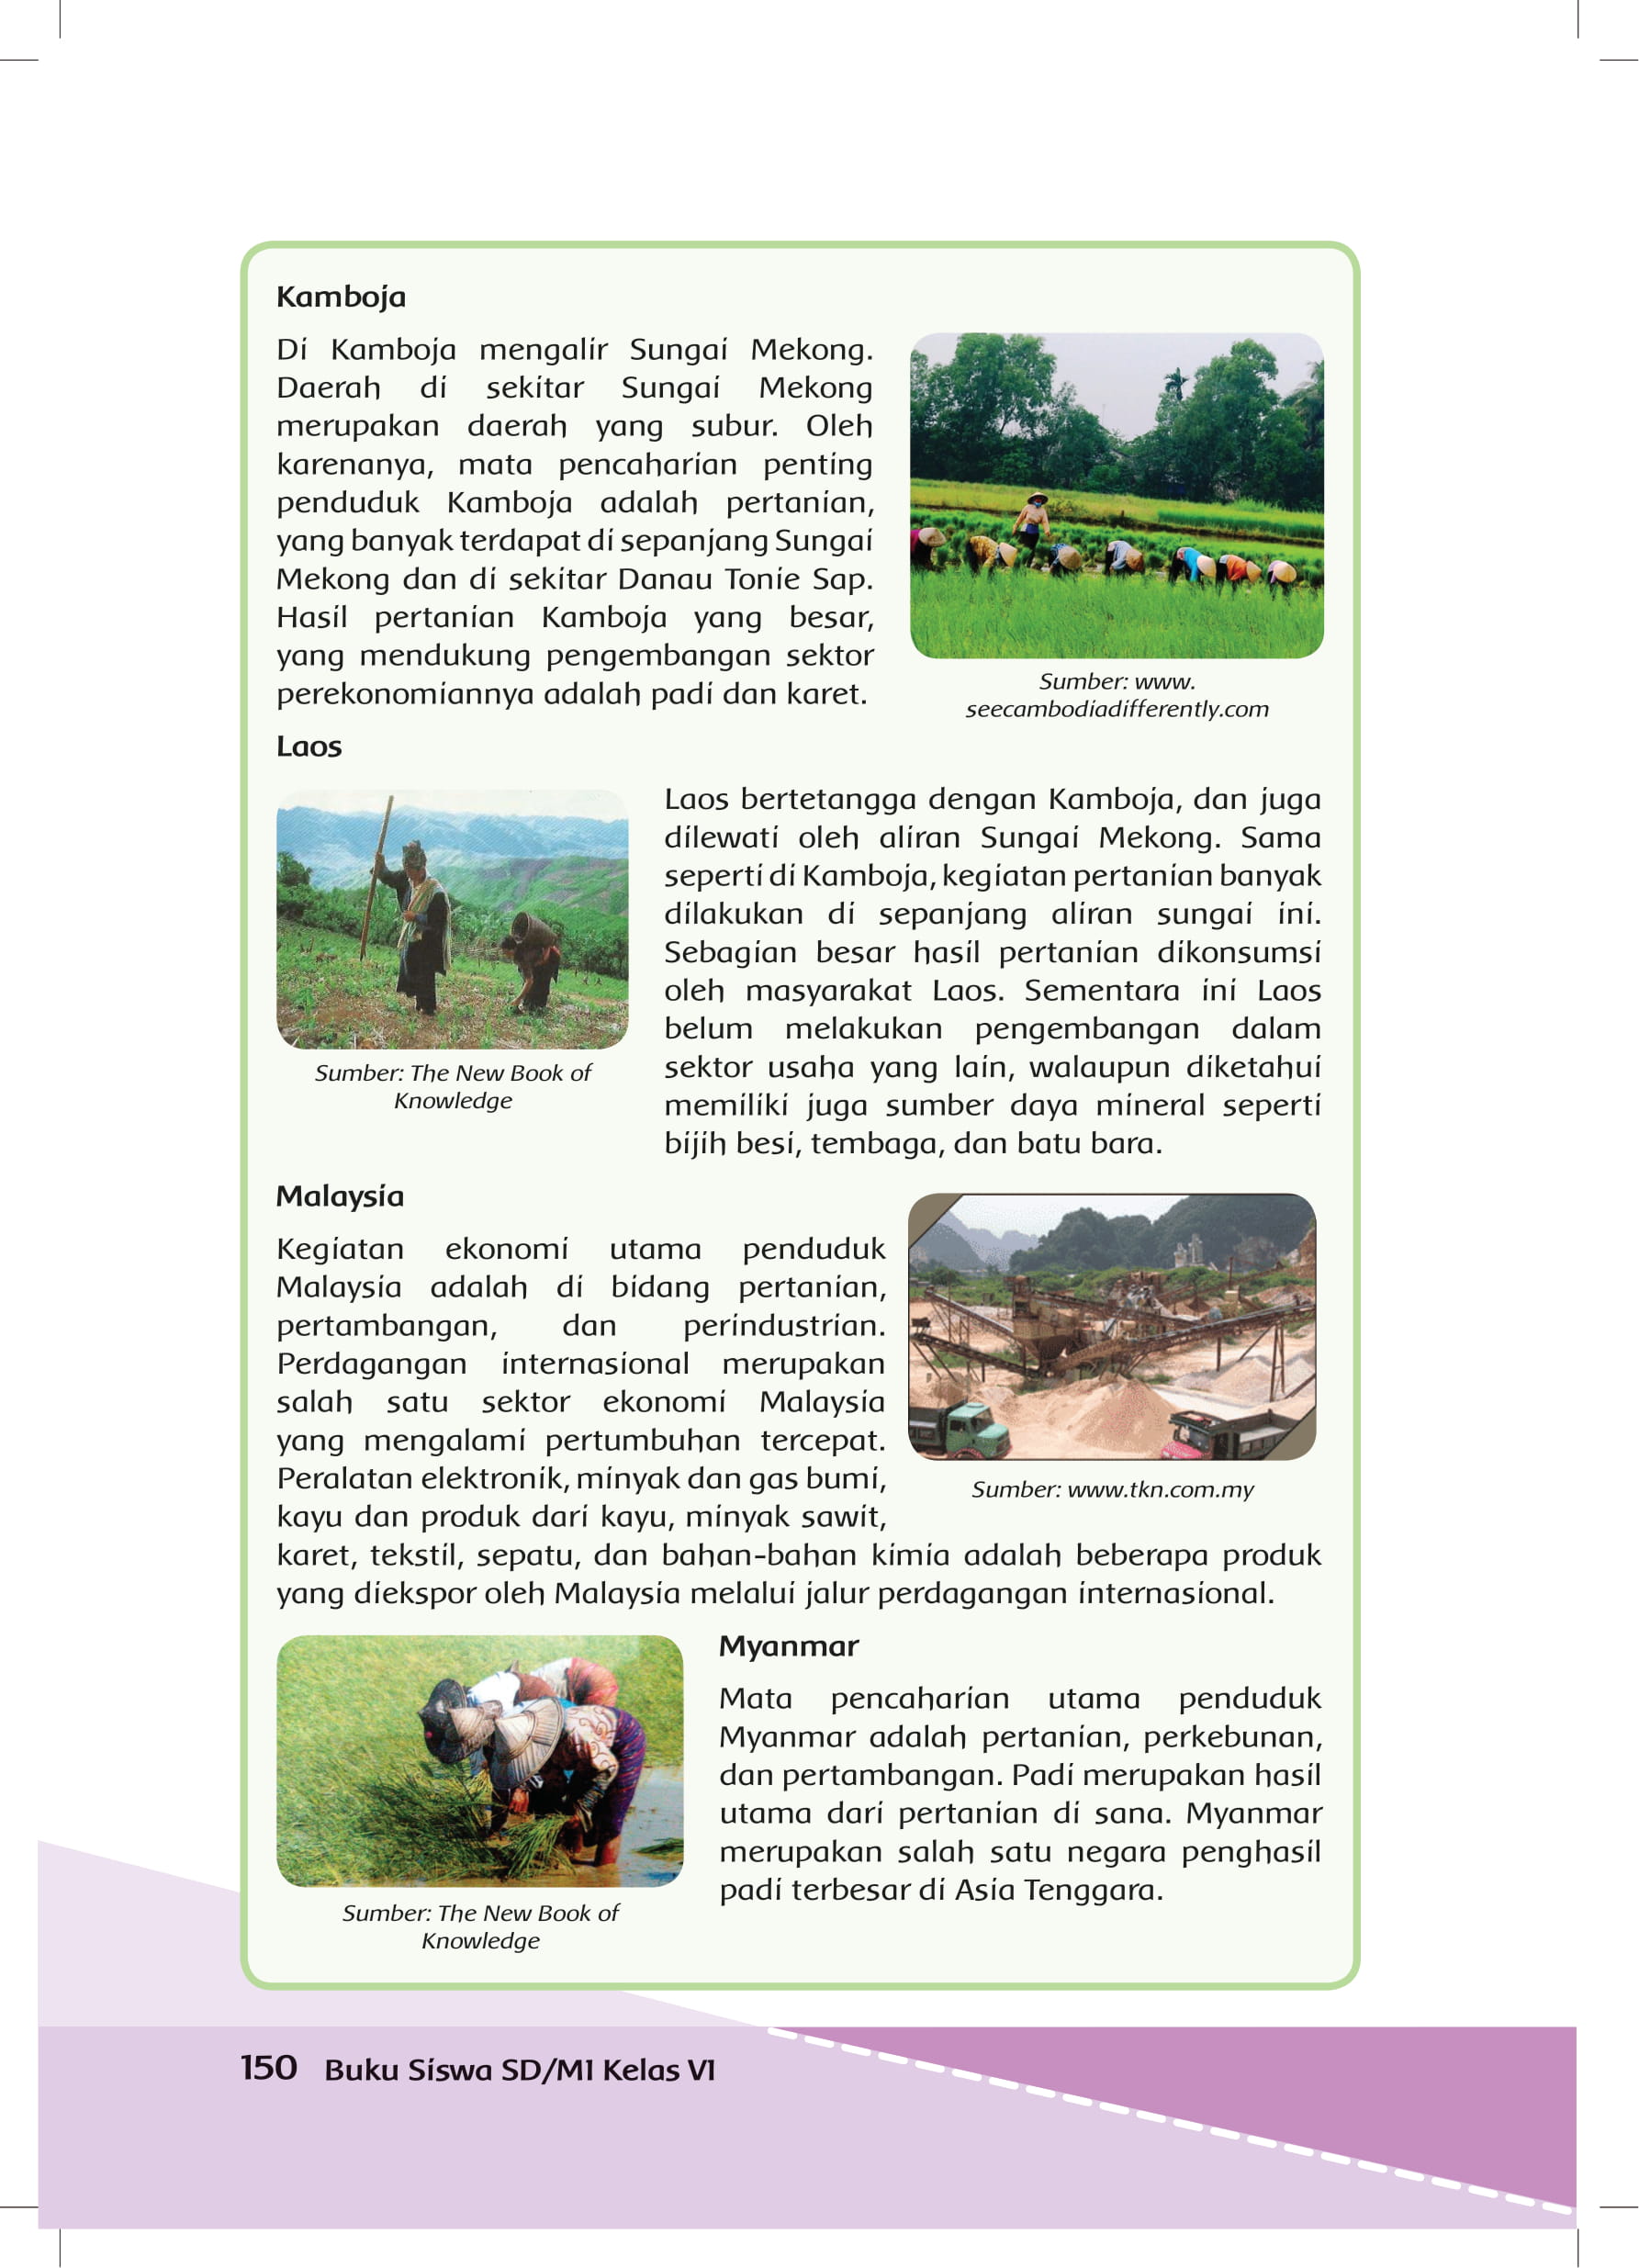 Kamboja
Di Kamboja mengalir Sungai Mekong.
Daerah di sekitar Sungai Mekong
merupakan daerah yang subur. Oleh
karenanya, mata pencaharian penting
penduduk Kamboja adalah pertanian,
yang banyak terdapat di sepanjang Sungai
Mekong dan di sekitar Danau Tonie Sap.
Hasil pertanian Kamboja yang besar,
yang mendukung pengembangan sektor
perekonomiannya adalah padi dan karet.
Sumber: www.
seecambodiadifferently.com
Laos
Laos bertetangga dengan Kamboja, dan juga
dilewati oleh aliran Sungai Mekong. Sama
seperti di Kamboja, kegiatan pertanian banyak
dilakukan di sepanjang aliran sungai ini.
Sebagian besar hasil pertanian dikonsumsi
oleh masyarakat Laos. Sementara ini Laos
belum melakukan pengembangan dalam
sektor usaha yang lain, walaupun diketahui
memiliki juga sumber daya mineral seperti
bijih besi, tembaga, dan batu bara.
Sumber: The New Book of
Knowledge
Malaysia
Kegiatan ekonomi utama penduduk
Malaysia adalah di bidang pertanian,
pertambangan, dan perindustrian.
Perdagangan internasional merupakan
salah satu sektor ekonomi Malaysia
yang mengalami pertumbuhan tercepat.
Peralatan elektronik, minyak dan gas bumi,
kayu dan produk dari kayu, minyak sawit,
karet, tekstil, sepatu, dan bahan-bahan kimia adalah beberapa produk
yang diekspor oleh Malaysia melalui jalur perdagangan internasional.
Sumber: www.tkn.com.my
Myanmar
Mata pencaharian utama penduduk
Myanmar adalah pertanian, perkebunan,
dan pertambangan. Padi merupakan hasil
utama dari pertanian di sana. Myanmar
merupakan salah satu negara penghasil
padi terbesar di Asia Tenggara.
Sumber: The New Book of
Knowledge
150 Buku Siswa SD/MI Kelas VI